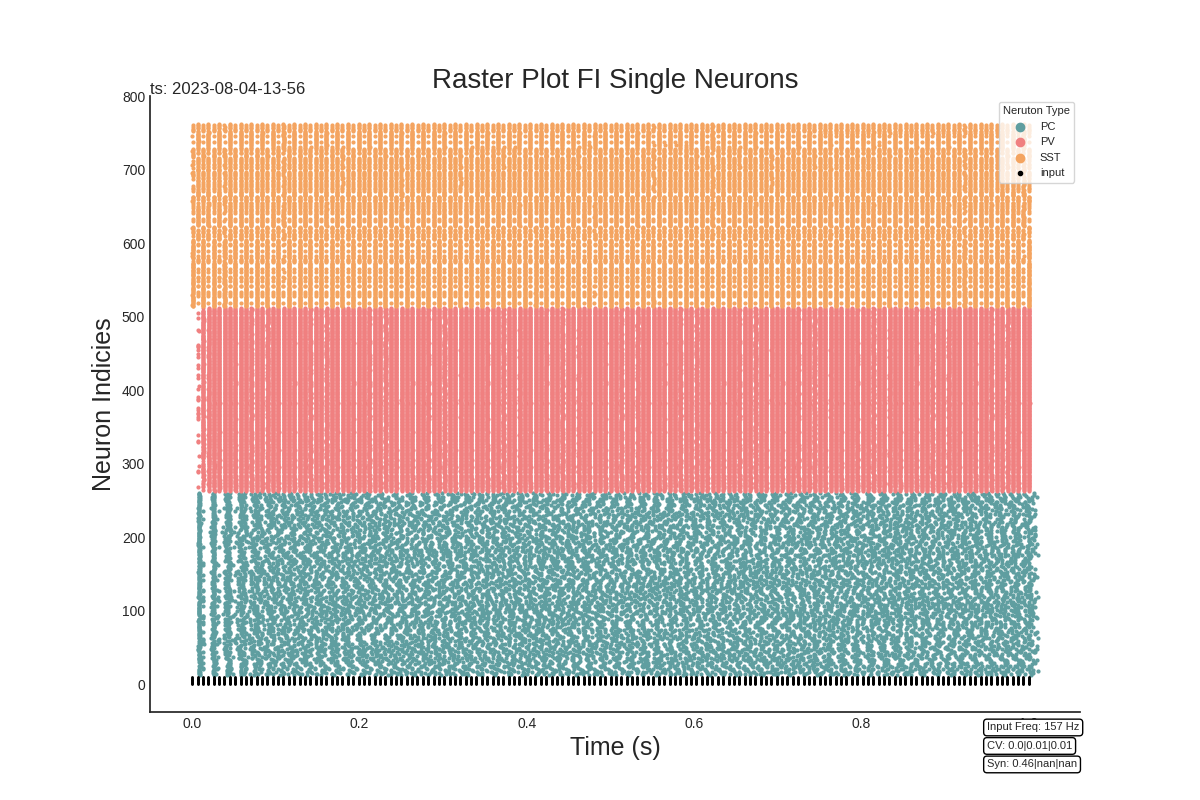 Raster Plot FI Single Neurons
ts: 2023-08-04-13-56
Neruton Type
PC
PV
SST
input
800
700
600
500
400
300
200
100
0
Neuron Indicies
0.0 0.2 0.4 0.6 0.8
Time (s)
Input Freq: 157 Hz
CV: 0.0|0.01|0.01
Syn: 0.46|nan|nan